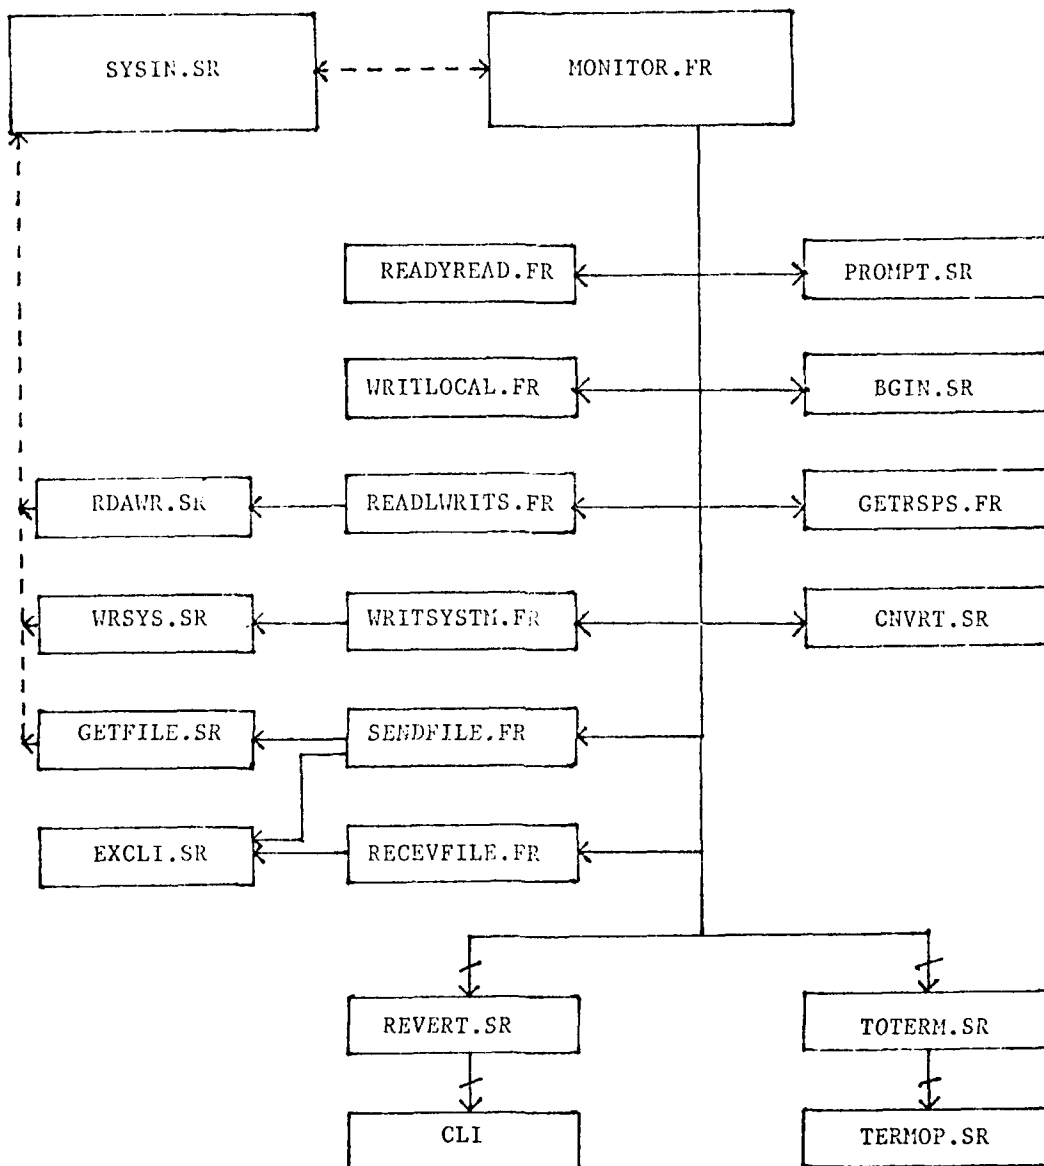 SYSIN.SR
MONITOR.FR
READYREAD.FR
PROMPT.SR
WRITLOCAL.FR
BGIN.SR
RDAWR.SR
READLWRITS.FR
GETRSPS.FR
WRSYS.SR
WRITSYSTM.FR
CNVRT.SR
GETFILE.SR
SENDFILE.FR
EXCLI.SR
RECEVFILE.FR
REVERT.SR
TOTERM.SR
CLI
TERMOP.SR